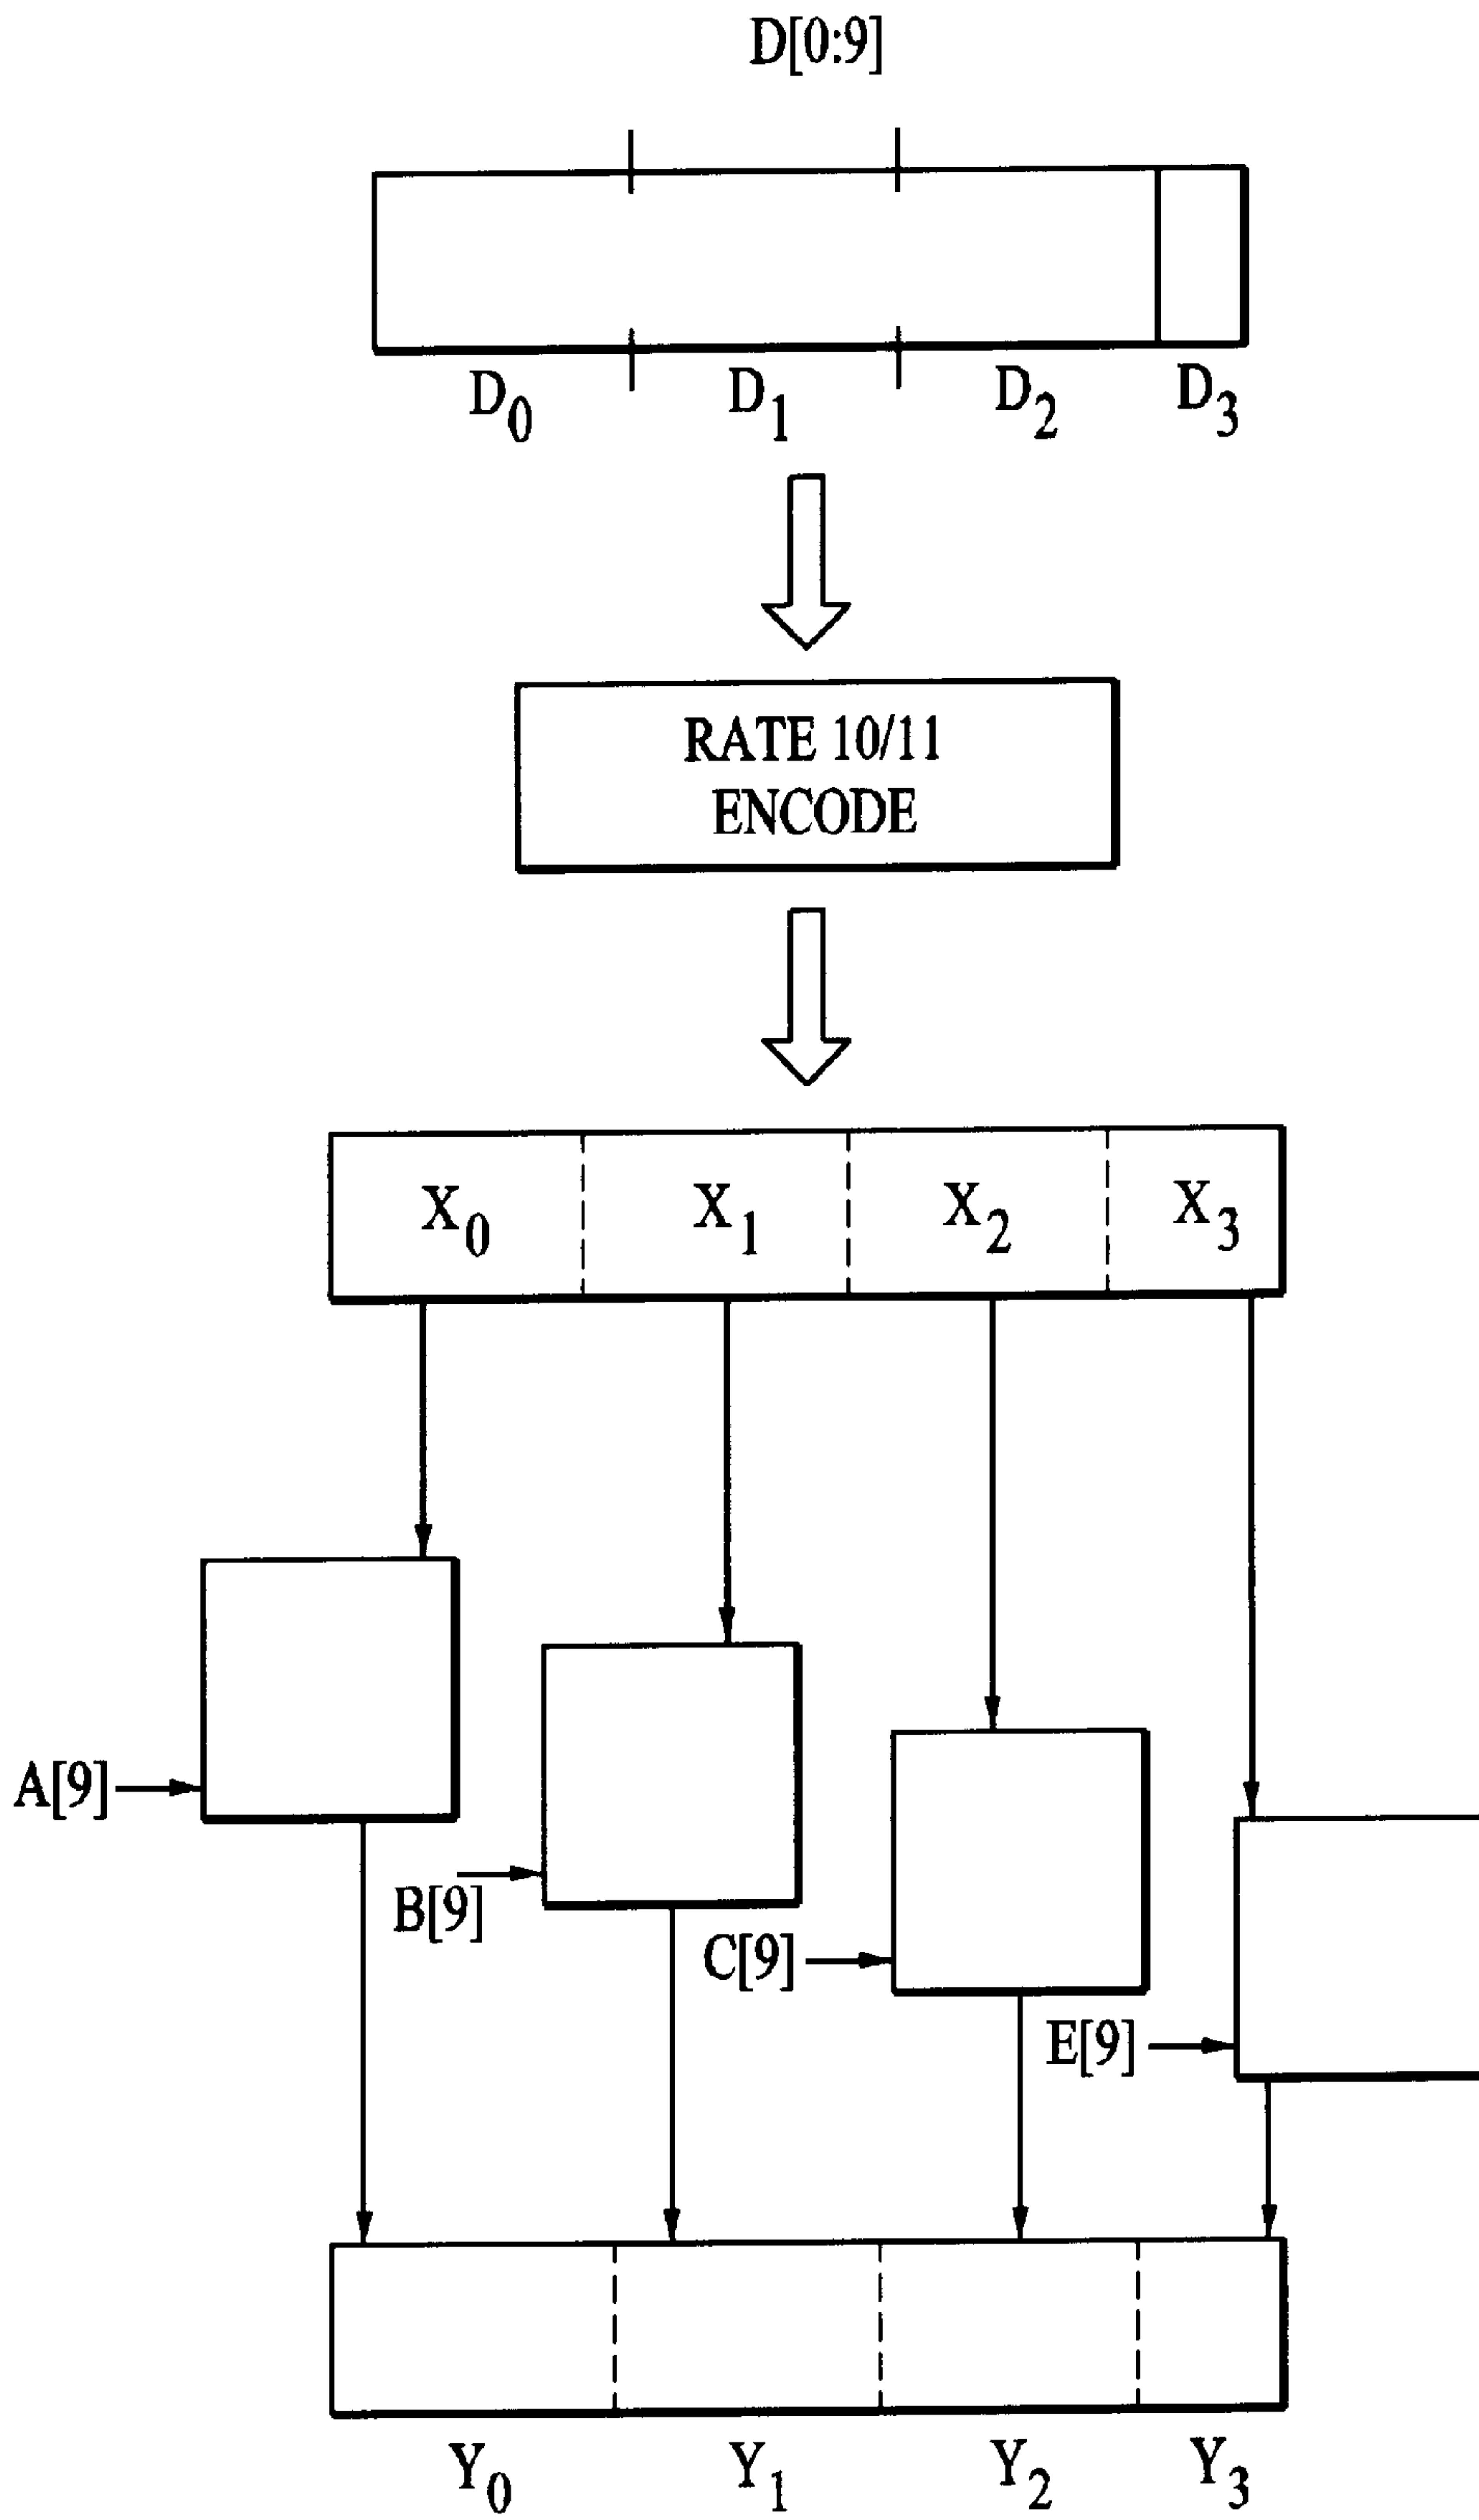 D[0:9]
D0 D1 D2 D3
RATE 10/11
ENCODE
X0 X1 X2 X3
A[9]
B[9]
C[9]
E[9]
Y0 Y1 Y2 Y3